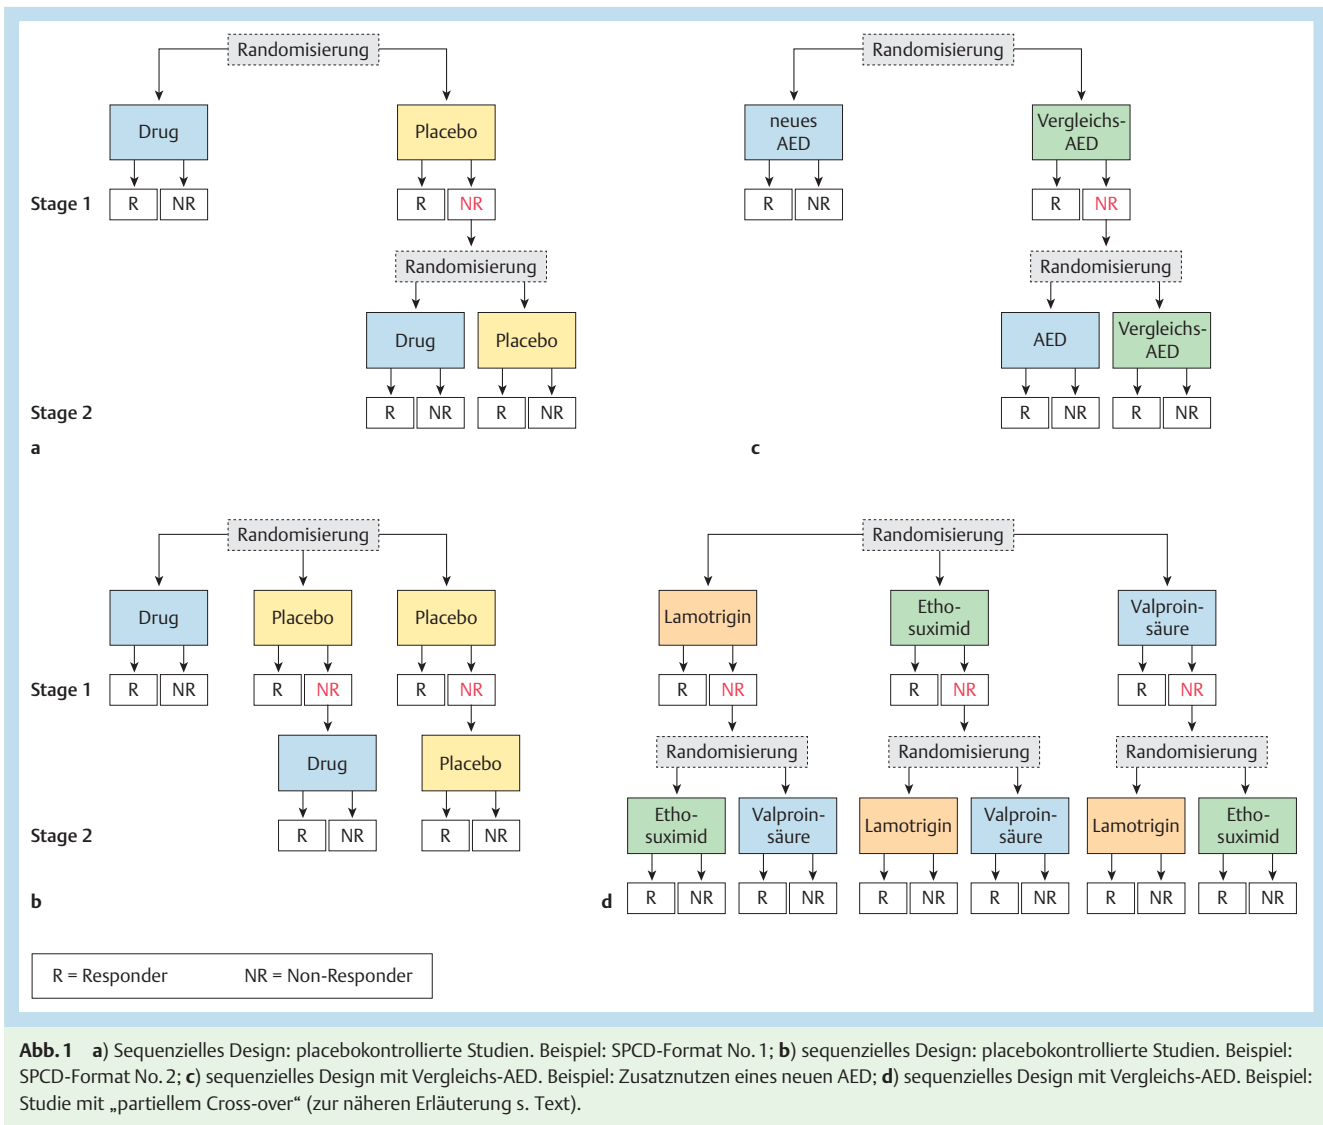 Randomisierung
Drug
Placebo
Stage 1
R
NR
R
NR
Randomisierung
Drug
Placebo
Stage 2
R
NR
R
NR
a
Randomisierung
neues
AED
Vergleichs-
AED
R
NR
R
NR
Randomisierung
AED
Vergleichs-
AED
R
NR
R
NR
c
Randomisierung
Drug
Placebo
Placebo
Stage 1
R
NR
R
NR
R
NR
Drug
Placebo
Stage 2
R
NR
R
NR
b
Randomisierung
Lamotrigin
Etho-
suximid
Valproin-
säure
R
NR
R
NR
R
NR
Randomisierung
Randomisierung
Randomisierung
Etho-
suximid
Valproin-
säure
Lamotrigin
Valproin-
säure
Lamotrigin
Etho-
suximid
d
R
NR
R
NR
R
NR
R
NR
R
NR
R
NR
R = Responder NR = Non-Responder
Abb. 1 a) Sequenzielles Design: placebokontrollierte Studien. Beispiel: SPCD-Format No. 1; b) sequenzielles Design: placebokontrollierte Studien. Beispiel:
SPCD-Format No. 2; c) sequenzielles Design mit Vergleichs-AED. Beispiel: Zusatznutzen eines neuen AED; d) sequenzielles Design mit Vergleichs-AED. Beispiel:
Studie mit „partiellem Cross-over“ (zur näheren Erläuterung s. Text).